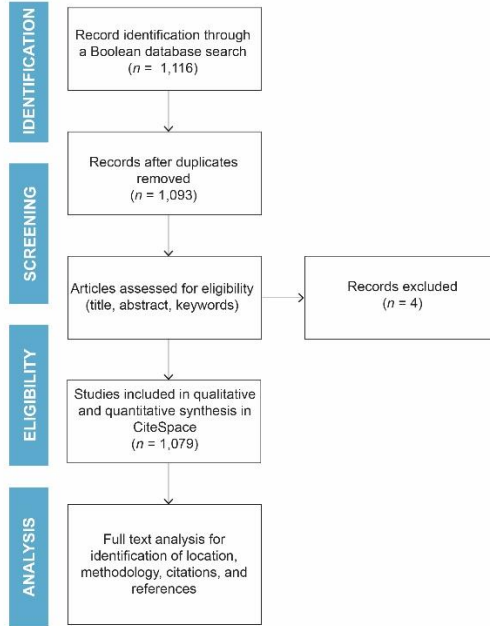 IDENTIFICATION
Record identification through
a Boolean database search
(n = 1,116)
Records after duplicates
removed
(n = 1,093)
SCREENING
Articles assessed for eligibility
(title, abstract, keywords)
Records excluded
(n = 4)
ELIGIBILITY
Studies included in qualitative
and quantitative synthesis in
CiteSpace
(n = 1,079)
ANALYSIS
Full text analysis for
identification of location,
methodology, citations, and
references